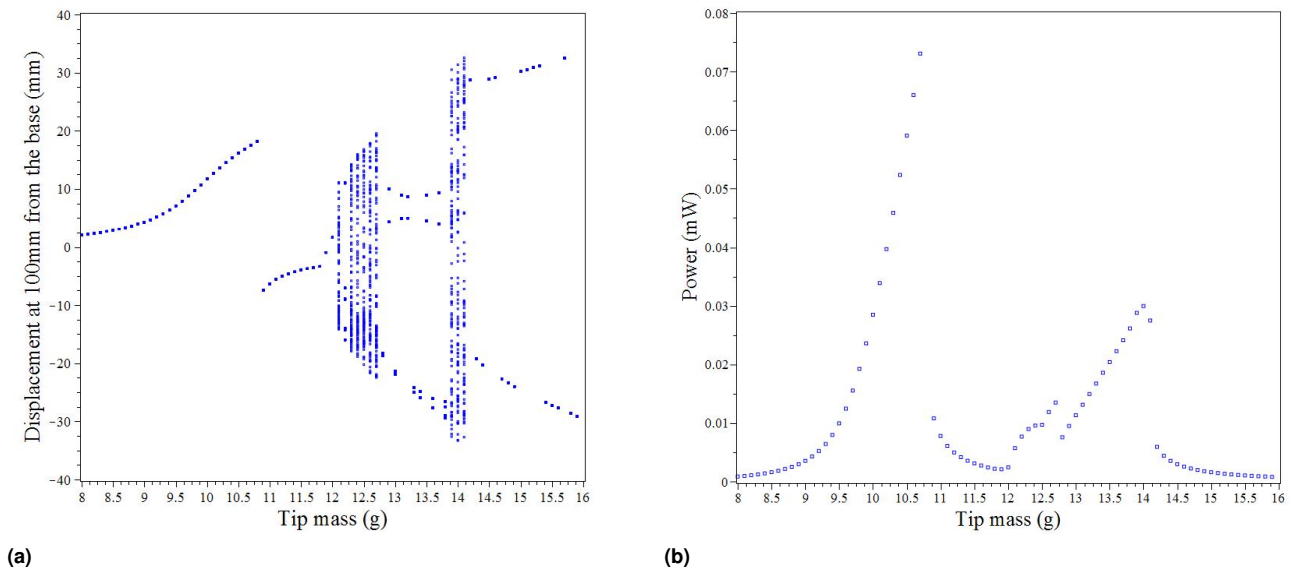 40
30
20
10
0
−10
−20
−30
−40
Displacement at 100mm from the base (mm)
8 8.5 9 9.5 10 10.5 11 11.5 12 12.5 13 13.5 14 14.5 15 15.5 16
Tip mass (g)
(a)
0.08
0.07
0.06
0.05
0.04
0.03
0.02
0.01
0
Power (mW)
8 8.5 9 9.5 10 10.5 11 11.5 12 12.5 13 13.5 14 14.5 15 15.5 16
Tip mass (g)
(b)